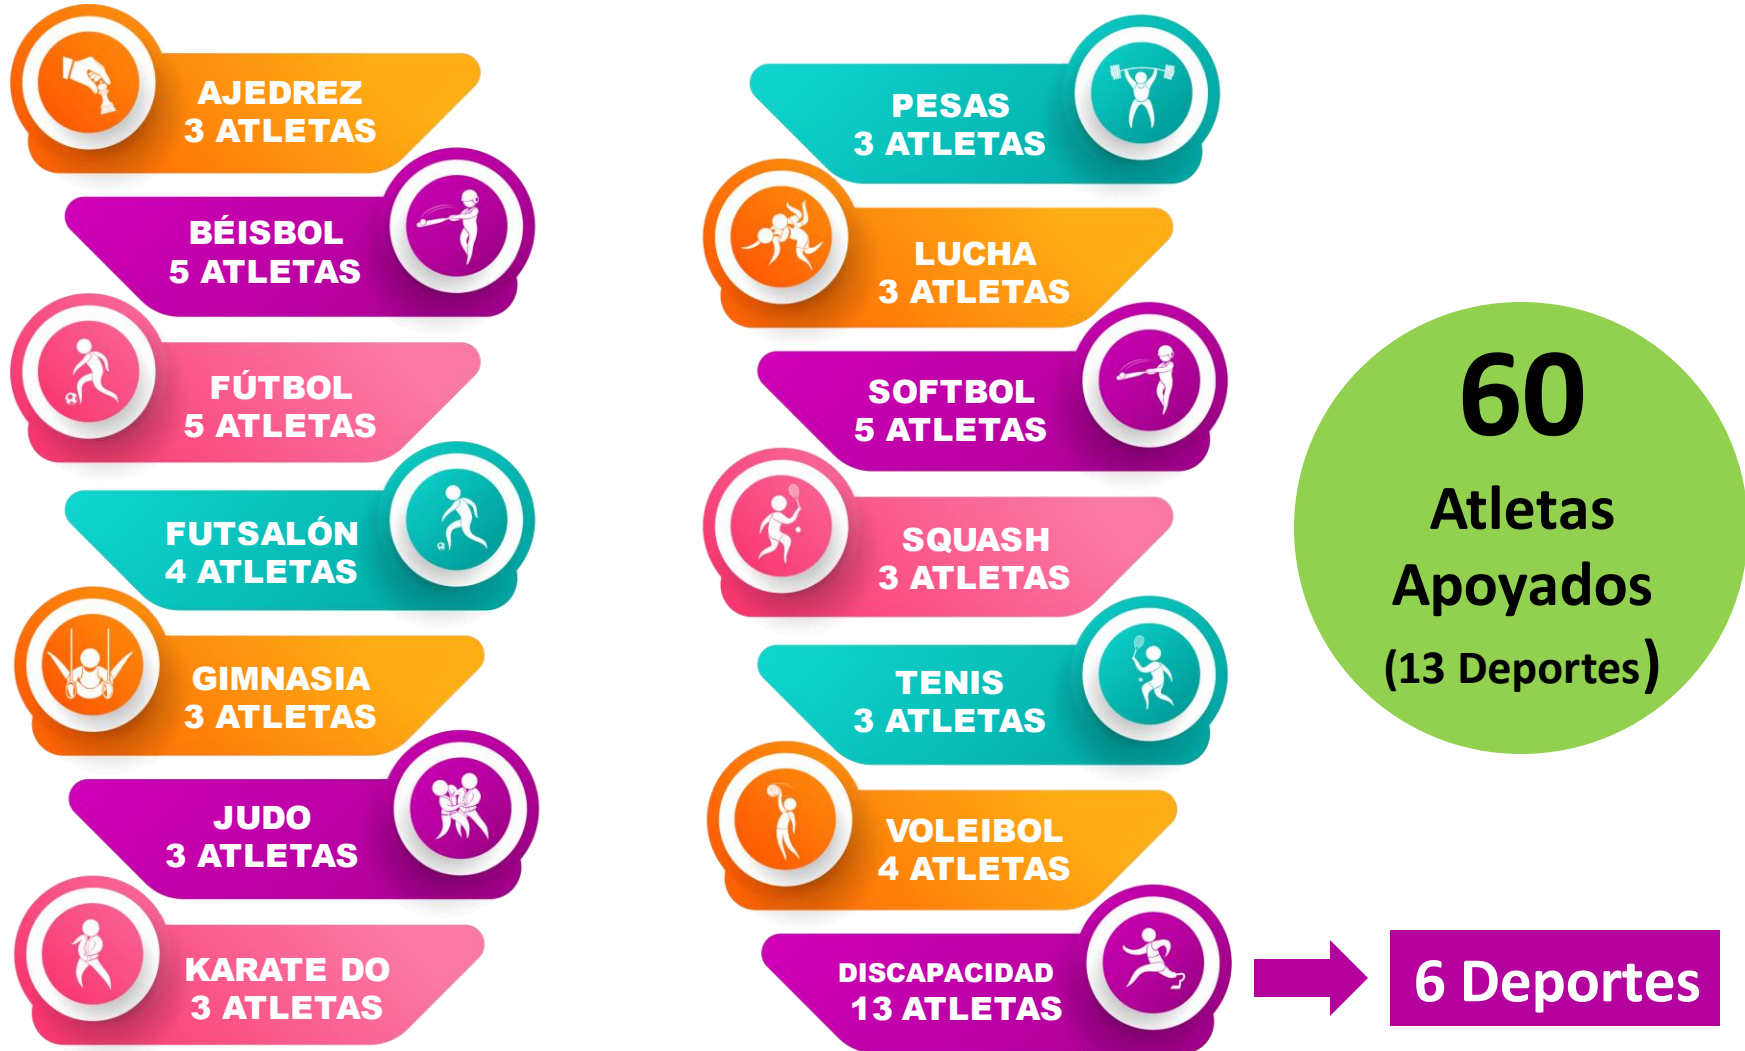 AJEDREZ
3 ATLETAS
BÉISBOL
5 ATLETAS
FÚTBOL
5 ATLETAS
FUTSALÓN
4 ATLETAS
GIMNASIA
3 ATLETAS
JUDO
3 ATLETAS
KARATE DO
3 ATLETAS
PESAS
3 ATLETAS
LUCHA
3 ATLETAS
SOFTBOL
5 ATLETAS
SQUASH
3 ATLETAS
TENIS
3 ATLETAS
VOLEIBOL
4 ATLETAS
DISCAPACIDAD
13 ATLETAS
60
Atletas
Apoyados
(13 Deportes)
6 Deportes